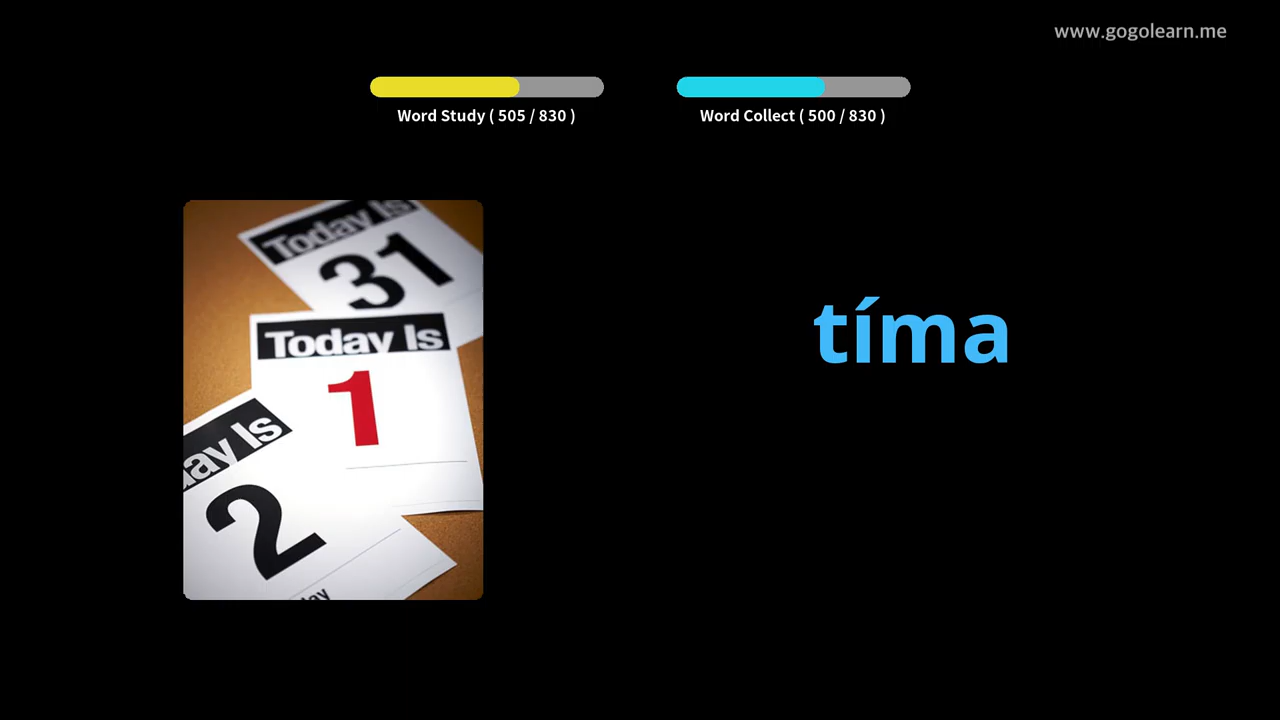 www.gogolearn.me
Word Study ( 505 / 830 )
Word Collect ( 500 / 830 )
Today Is
31
Today Is
1
tíma
ay Is
2
ay